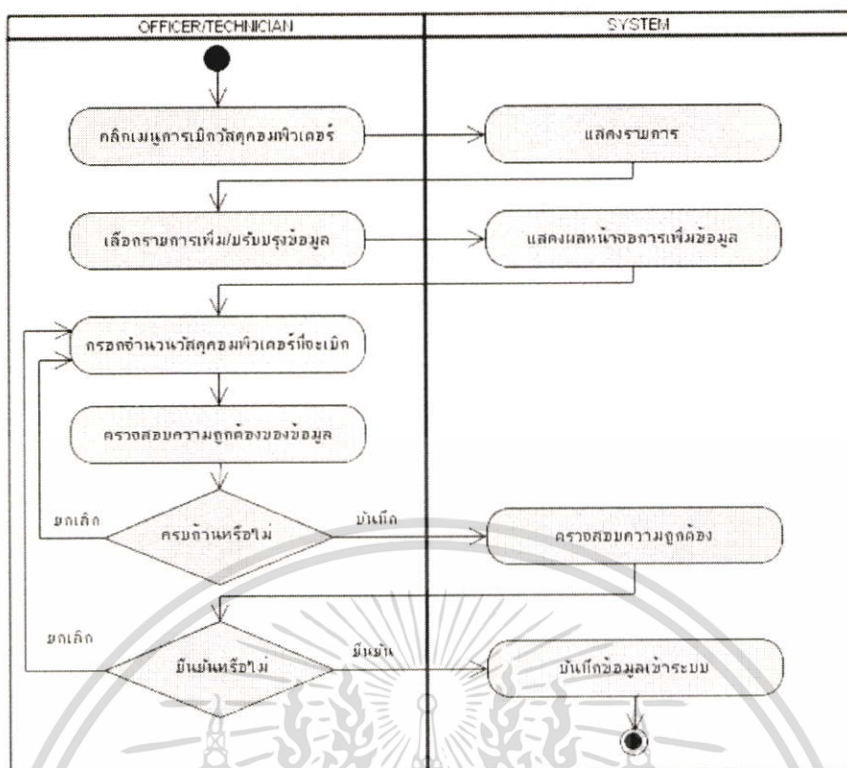 OFFICER/TECHNICIAN
SYSTEM
คลิกเมนูการเบิกวัสดุคอมพิวเตอร์
แสดงรายการ
เลือกรายการเพิ่ม/ปรับปรุงข้อมูล
แสดงผลหน้าจอการเพิ่มข้อมูล
กรอกจำนวนวัสดุคอมพิวเตอร์ที่จะเบิก
ตรวจสอบความถูกต้องของข้อมูล
ยกเลิก
ครบถ้วนหรือไม่
บันทึก
ตรวจสอบความถูกต้อง
ยกเลิก
ยืนยันหรือไม่
ยืนยัน
บันทึกข้อมูลเข้าระบบ